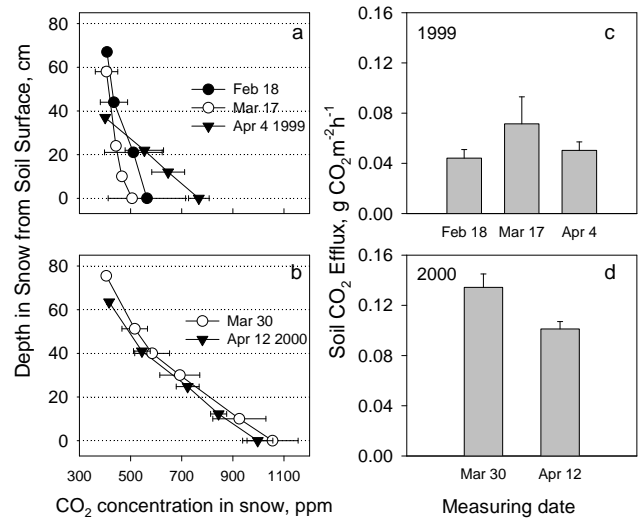 Depth in Snow from Soil Surface, cm
80
60
40
20
0
a
Feb 18
Mar 17
Apr 4 1999
80
60
40
20
0
b
Mar 30
Apr 12 2000
300 500 700 900 1100
CO₂ concentration in snow, ppm
Soil CO₂ Efflux, g CO₂m⁻²h⁻¹
0.16
0.12
0.08
0.04
0.00
1999
c
Feb 18 Mar 17 Apr 4
0.16
0.12
0.08
0.04
0.00
2000
d
Mar 30 Apr 12
Measuring date